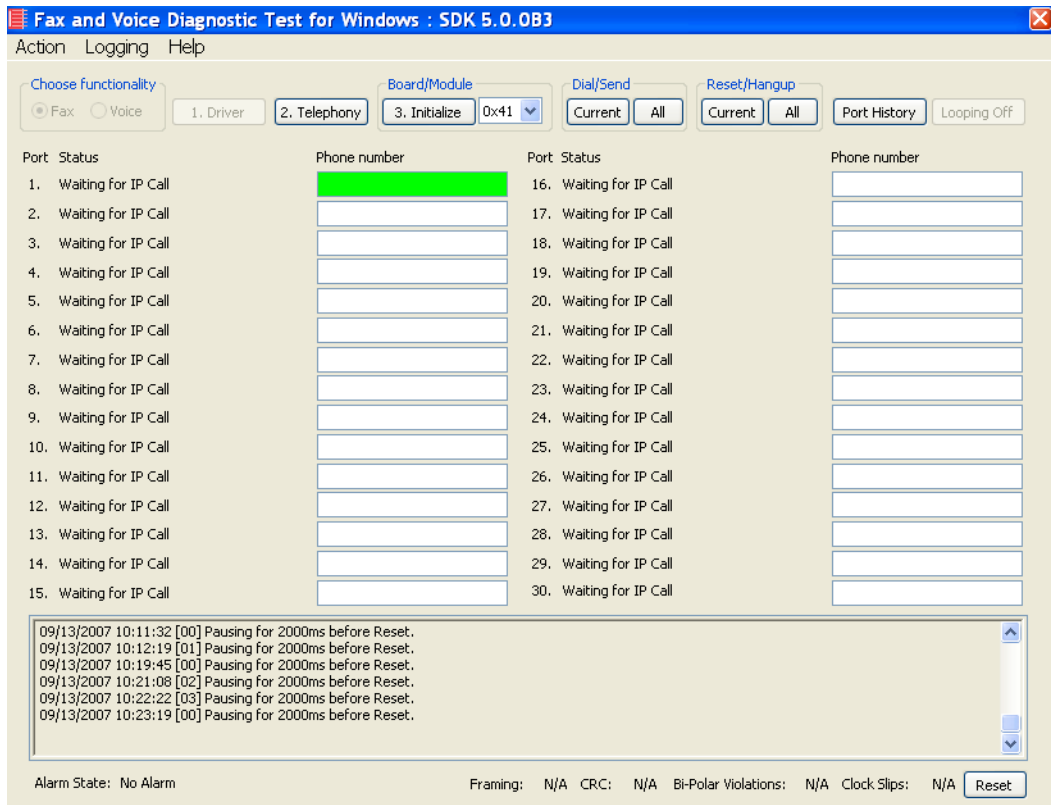 Fax and Voice Diagnostic Test for Windows : SDK 5.0.0B3
Action Logging Help
Choose functionality Board/Module Dial/Send Reset/Hangup
Fax Voice 1. Driver 2. Telephony 3. Initialize 0x41 Current All Current All Port History Looping Off
Port Status Phone number Port Status Phone number
1. Waiting for IP Call 16. Waiting for IP Call
2. Waiting for IP Call 17. Waiting for IP Call
3. Waiting for IP Call 18. Waiting for IP Call
4. Waiting for IP Call 19. Waiting for IP Call
5. Waiting for IP Call 20. Waiting for IP Call
6. Waiting for IP Call 21. Waiting for IP Call
7. Waiting for IP Call 22. Waiting for IP Call
8. Waiting for IP Call 23. Waiting for IP Call
9. Waiting for IP Call 24. Waiting for IP Call
10. Waiting for IP Call 25. Waiting for IP Call
11. Waiting for IP Call 26. Waiting for IP Call
12. Waiting for IP Call 27. Waiting for IP Call
13. Waiting for IP Call 28. Waiting for IP Call
14. Waiting for IP Call 29. Waiting for IP Call
15. Waiting for IP Call 30. Waiting for IP Call
09/13/2007 10:11:32 [00] Pausing for 2000ms before Reset.
09/13/2007 10:12:19 [01] Pausing for 2000ms before Reset.
09/13/2007 10:19:45 [00] Pausing for 2000ms before Reset.
09/13/2007 10:21:08 [02] Pausing for 2000ms before Reset.
09/13/2007 10:22:22 [03] Pausing for 2000ms before Reset.
09/13/2007 10:23:19 [00] Pausing for 2000ms before Reset.
Alarm State: No Alarm Framing: N/A CRC: N/A Bi-Polar Violations: N/A Clock Slips: N/A Reset